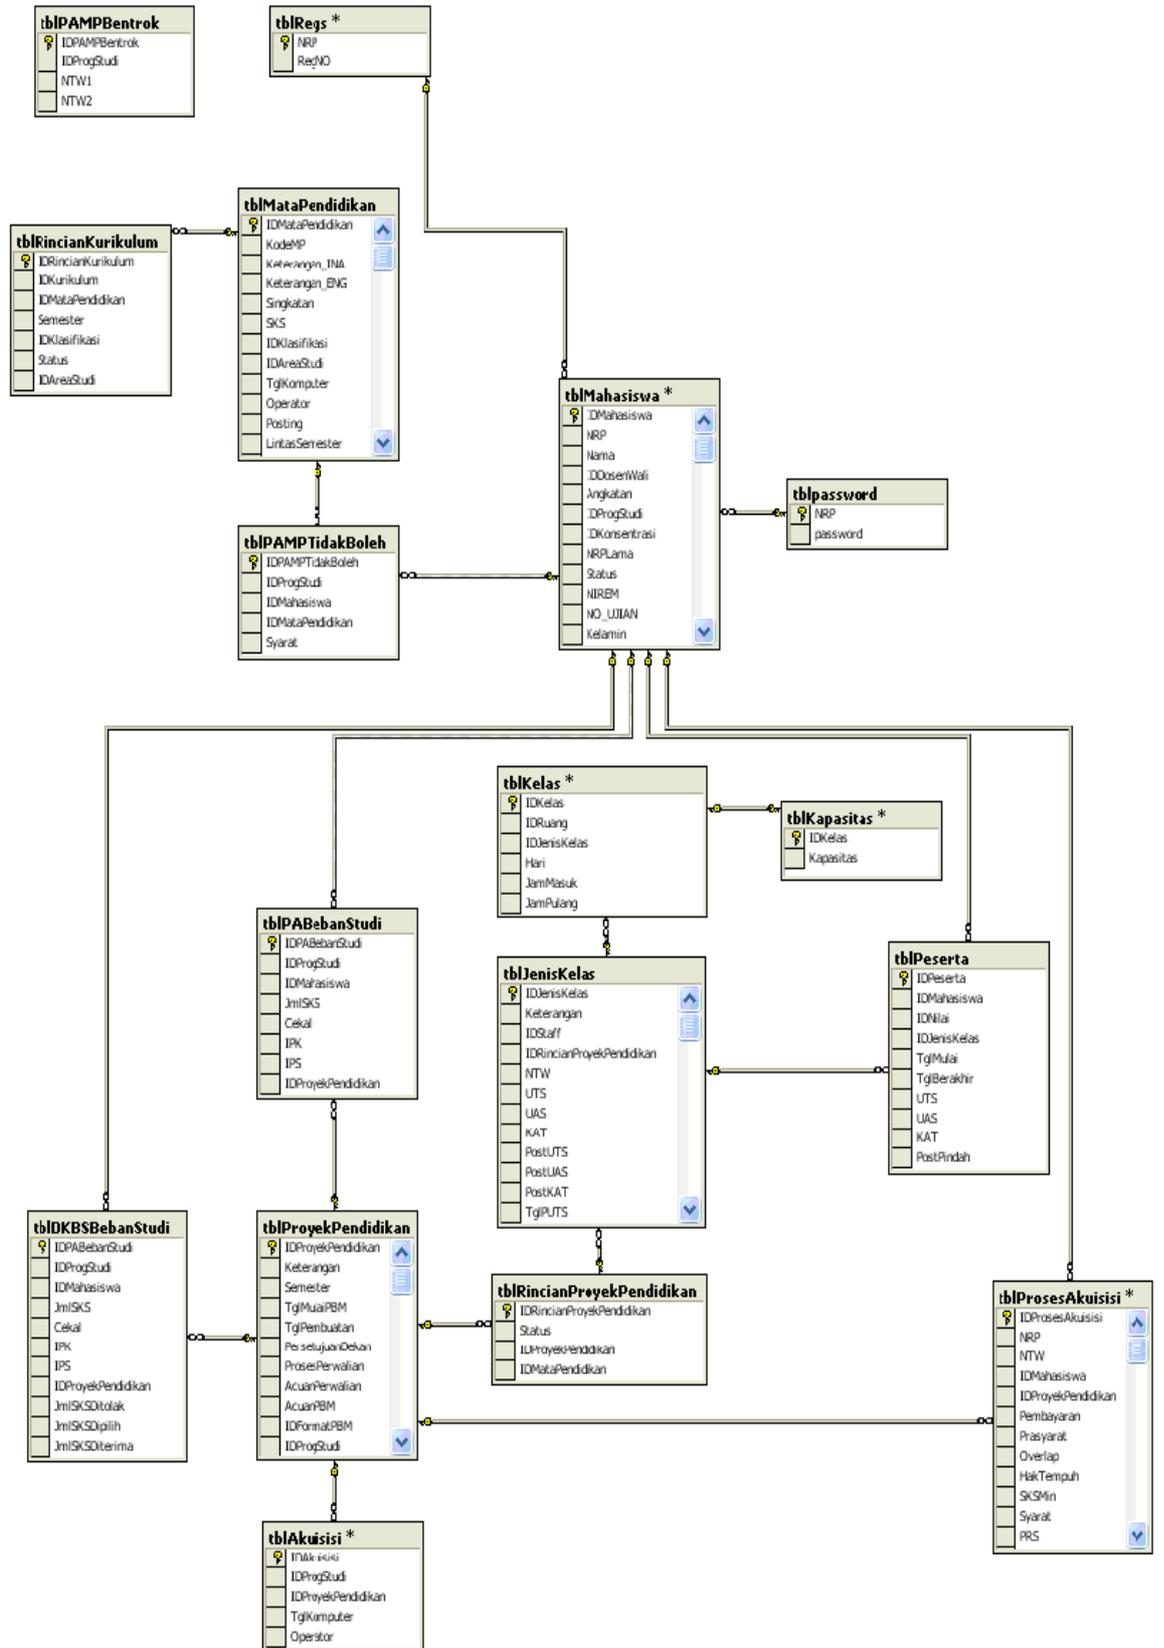 tblPAMPBentrok
IDPAMPBentrok
IDProgStudi
NTW1
NTW2
tblRegs *
NRP
RegNO
tblMataPendidikan
IDMataPendidikan
KodeMP
Keterangan_INA
Keterangan_ENG
Singkatan
SKS
IDKlasifikasi
IDAreaStudi
TglKomputer
Operator
Posting
LintasSemester
tblRincianKurikulum
IDRincianKurikulum
IDKurikulum
IDMataPendidikan
Semester
IDKlasifikasi
Status
IDAreaStudi
tblMahasiswa *
IDMahasiswa
NRP
Nama
IDDosenWali
Angkatan
IDProgStudi
IDKonsentrasi
NRPLama
Status
NIREM
NO_UJIAN
Kelamin
tblpassword
NRP
password
tblPAMPTidakBoleh
IDPAMPTidakBoleh
IDProgStudi
IDMahasiswa
IDMataPendidikan
Syarat
tblKelas *
IDKelas
IDRuang
IDJenisKelas
Hari
JamMasuk
JamPulang
tblKapasitas *
IDKelas
Kapasitas
tblPABebanStudi
IDPABebanStudi
IDProgStudi
IDMahasiswa
JmlSKS
Cekal
IPK
IPS
IDProyekPendidikan
tblJenisKelas
IDJenisKelas
Keterangan
IDStaff
IDRincianProyekPendidikan
NTW
UTS
UAS
KAT
PostUTS
PostUAS
PostKAT
TglPUTS
tblPeserta
IDPeserta
IDMahasiswa
IDNilai
IDJenisKelas
TglMulai
TglBerakhir
UTS
UAS
KAT
PostPindah
tblDKBSBebanStudi
IDPABebanStudi
IDProgStudi
IDMahasiswa
JmlSKS
Cekal
IPK
IPS
IDProyekPendidikan
JmlSKSDitolak
JmlSKSDipilih
JmlSKSDiterima
tblProyekPendidikan
IDProyekPendidikan
Keterangan
Semester
TglMulaiPBM
TglPembuatan
PersetujuanDekan
ProsesPerwalian
AcuanPerwalian
AcuanPBM
IDFormatPBM
IDProgStudi
tblRincianProyekPendidikan
IDRincianProyekPendidikan
Status
IDProyekPendidikan
IDMataPendidikan
tblProsesAkuisisi *
IDProsesAkuisisi
NRP
NTW
IDMahasiswa
IDProyekPendidikan
Pembayaran
Prasyarat
Overlap
HakTempuh
SKSMin
Syarat
PRS
tblAkuisisi *
IDAkuisisi
IDProgStudi
IDProyekPendidikan
TglKomputer
Operator